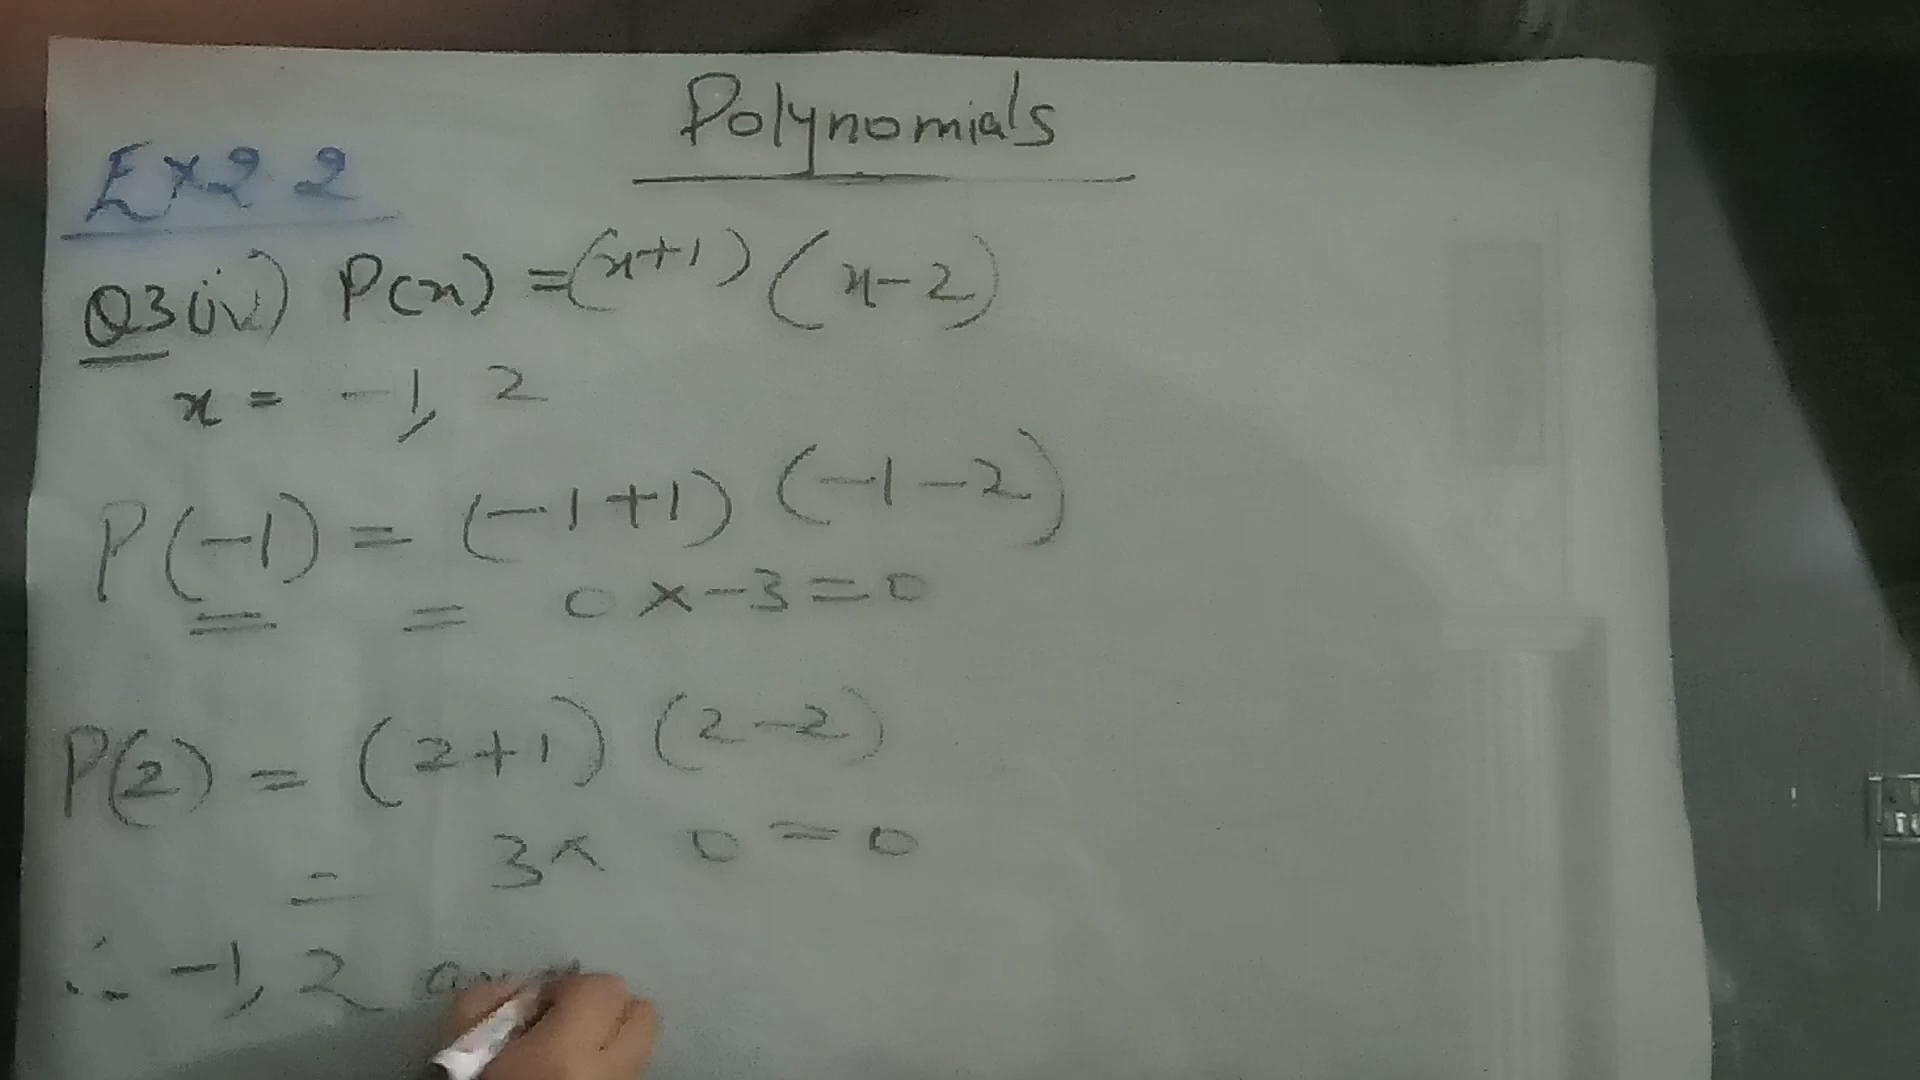 Polynomials
Ex 2 2
Q3(iv) P(x) = (x+1) (x-2)
x = -1, 2
P(-1) = (-1+1) (-1-2)
= 0 x -3 = 0
P(2) = (2+1) (2-2)
= 3 x 0 = 0
∴ -1, 2